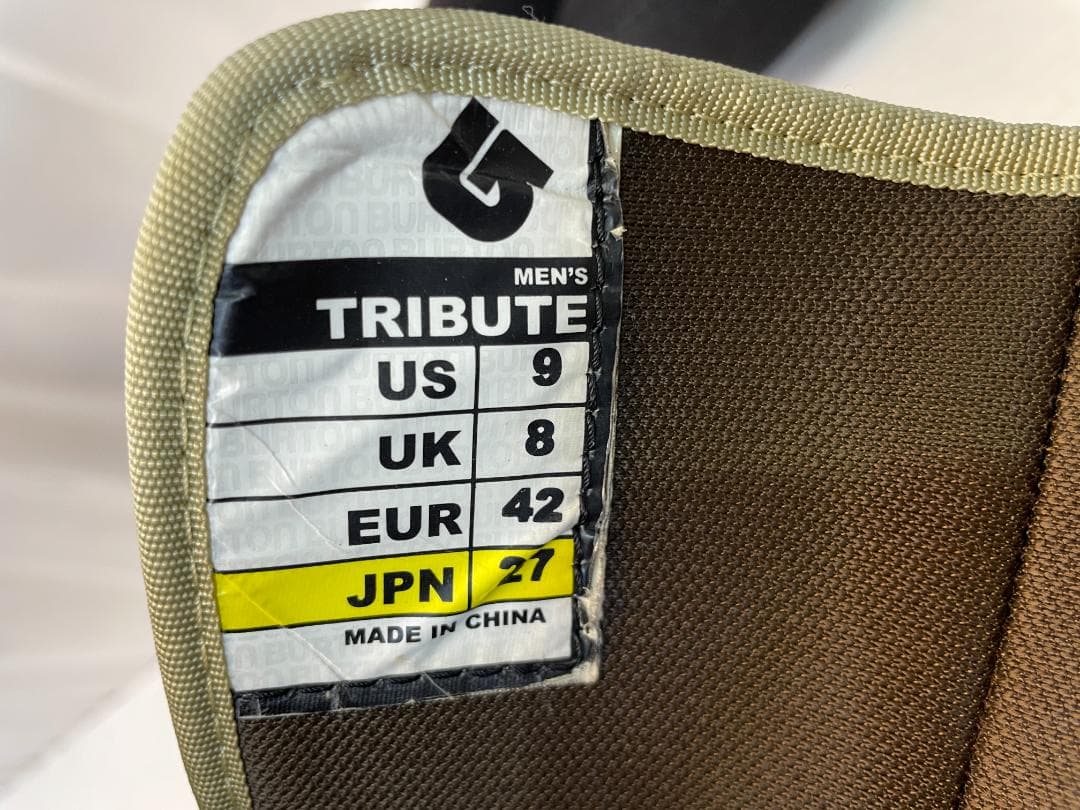 MEN'S
TRIBUTE
US 9
UK 8
EUR 42
JPN 27
MADE IN CHINA